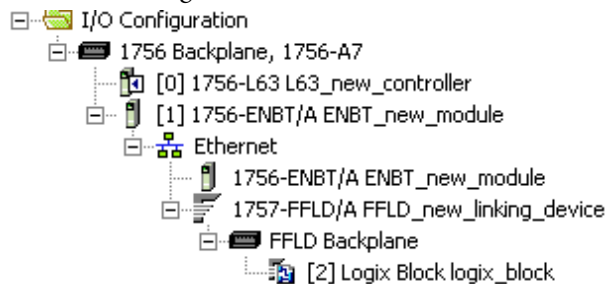 I/O Configuration
1756 Backplane, 1756-A7
[0] 1756-L63 L63_new_controller
[1] 1756-ENBT/A ENBT_new_module
Ethernet
1756-ENBT/A ENBT_new_module
1757-FFLD/A FFLD_new_linking_device
FFLD Backplane
[2] Logix Block logix_block